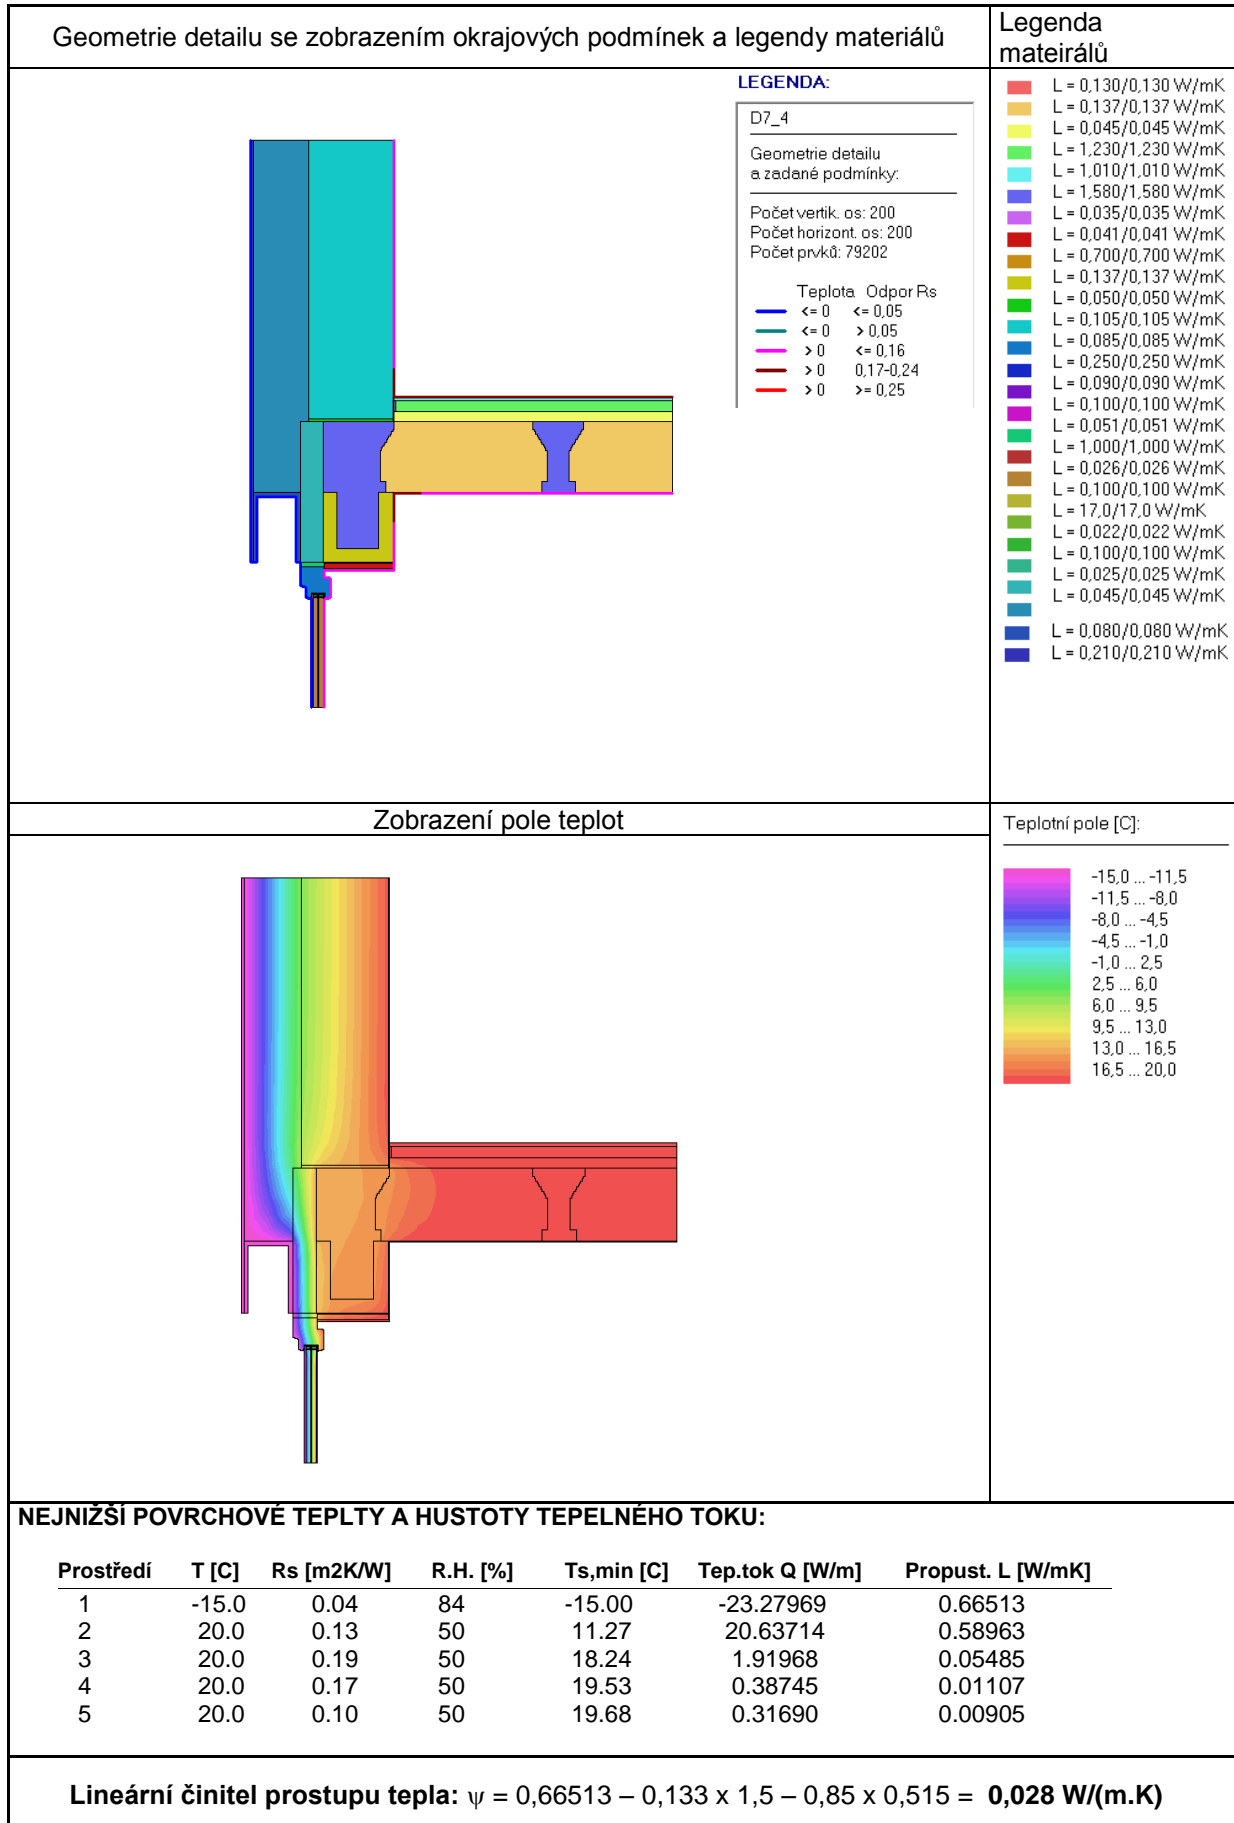 Geometrie detailu se zobrazením okrajových podmínek a legendy materiálů
Legenda
mateirálů
LEGENDA:
D7_4
Geometrie detailu
a zadané podmínky:
Počet vertik. os: 200
Počet horizont. os: 200
Počet prvků: 79202
Teplota Odpor Rs
<= 0 <= 0,05
<= 0 > 0,05
> 0 <= 0,16
> 0 0,17-0,24
> 0 >= 0,25
L = 0,130/0,130 W/mK
L = 0,137/0,137 W/mK
L = 0,045/0,045 W/mK
L = 1,230/1,230 W/mK
L = 1,010/1,010 W/mK
L = 1,580/1,580 W/mK
L = 0,035/0,035 W/mK
L = 0,041/0,041 W/mK
L = 0,700/0,700 W/mK
L = 0,137/0,137 W/mK
L = 0,050/0,050 W/mK
L = 0,105/0,105 W/mK
L = 0,085/0,085 W/mK
L = 0,250/0,250 W/mK
L = 0,090/0,090 W/mK
L = 0,100/0,100 W/mK
L = 0,051/0,051 W/mK
L = 1,000/1,000 W/mK
L = 0,026/0,026 W/mK
L = 0,100/0,100 W/mK
L = 17,0/17,0 W/mK
L = 0,022/0,022 W/mK
L = 0,100/0,100 W/mK
L = 0,025/0,025 W/mK
L = 0,045/0,045 W/mK
L = 0,080/0,080 W/mK
L = 0,210/0,210 W/mK
Zobrazení pole teplot
Teplotní pole [C]:
-15,0 ... -11,5
-11,5 ... -8,0
-8,0 ... -4,5
-4,5 ... -1,0
-1,0 ... 2,5
2,5 ... 6,0
6,0 ... 9,5
9,5 ... 13,0
13,0 ... 16,5
16,5 ... 20,0
NEJNIŽŠÍ POVRCHOVÉ TEPLTY A HUSTOTY TEPELNÉHO TOKU:
Prostředí T [C] Rs [m2K/W] R.H. [%] Ts,min [C] Tep.tok Q [W/m] Propust. L [W/mK]
1 -15.0 0.04 84 -15.00 -23.27969 0.66513
2 20.0 0.13 50 11.27 20.63714 0.58963
3 20.0 0.19 50 18.24 1.91968 0.05485
4 20.0 0.17 50 19.53 0.38745 0.01107
5 20.0 0.10 50 19.68 0.31690 0.00905
Lineární činitel prostupu tepla: ψ = 0,66513 – 0,133 x 1,5 – 0,85 x 0,515 = 0,028 W/(m.K)